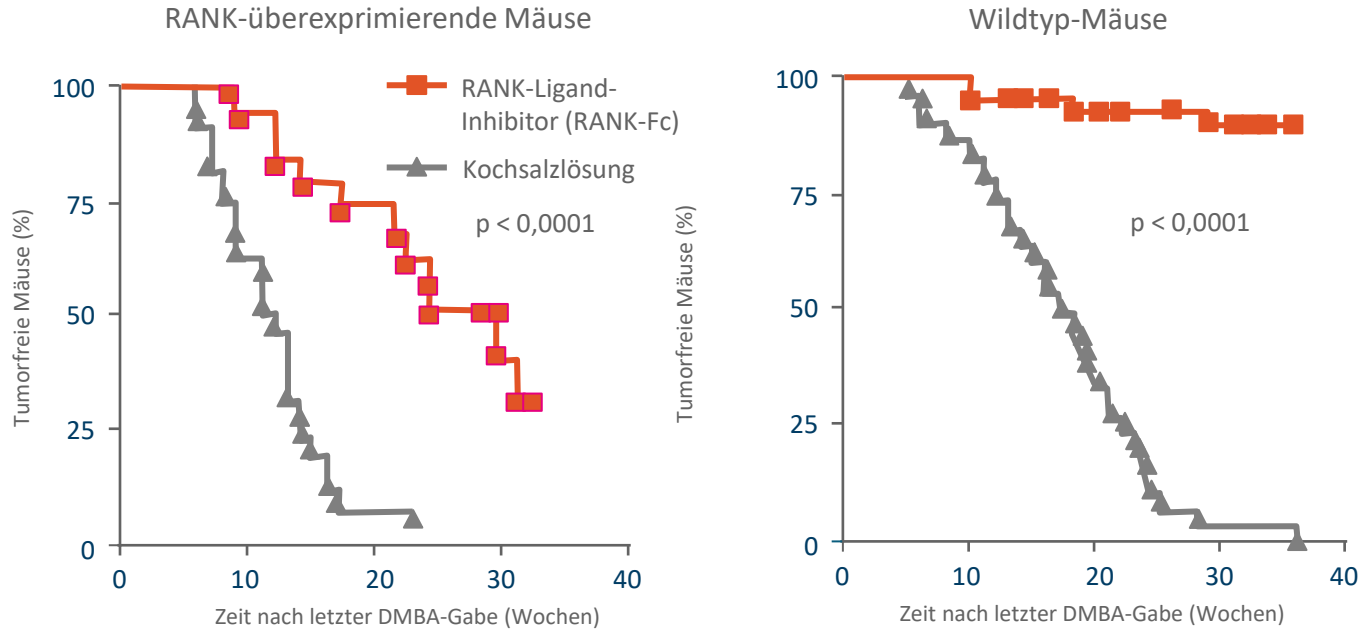 RANK-überexprimierende Mäuse
Tumorfreie Mäuse (%)
100
75
50
25
0
0 10 20 30 40
Zeit nach letzter DMBA-Gabe (Wochen)
RANK-Ligand-
Inhibitor (RANK-Fc)
Kochsalzlösung
p < 0,0001
Wildtyp-Mäuse
Tumorfreie Mäuse (%)
100
75
50
25
0
0 10 20 30 40
Zeit nach letzter DMBA-Gabe (Wochen)
p < 0,0001